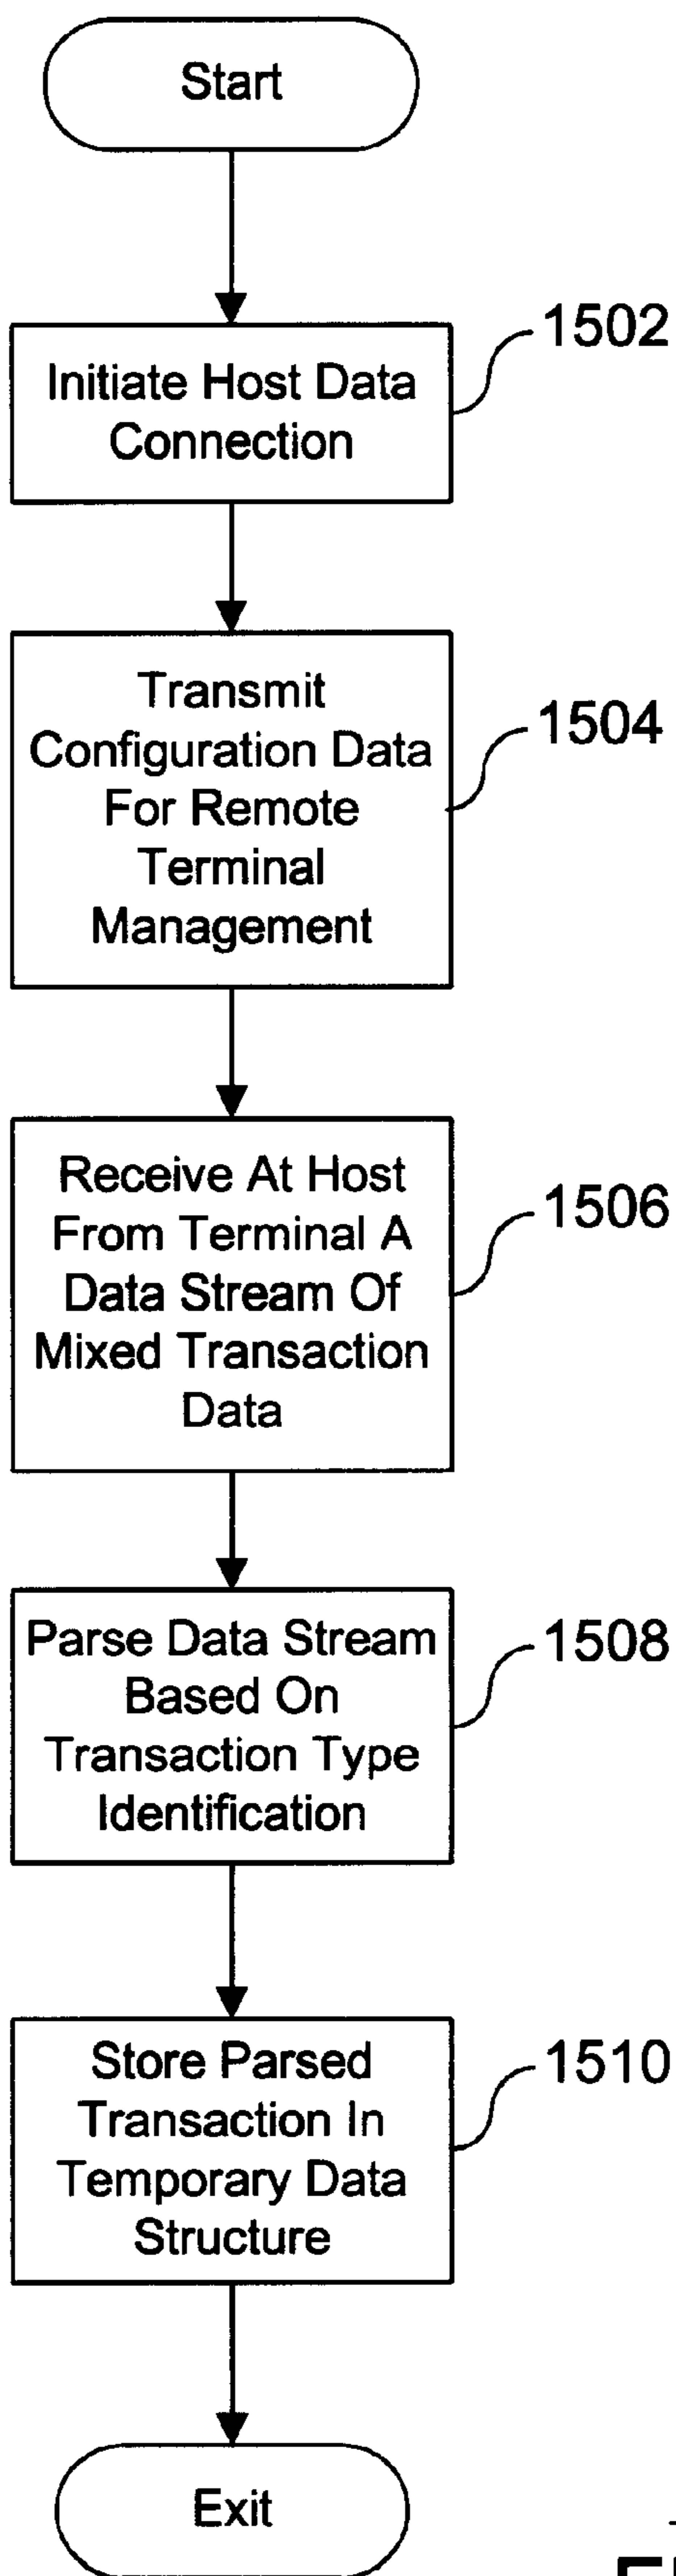 Start
1502
Initiate Host Data
Connection
1504
Transmit
Configuration Data
For Remote
Terminal
Management
1506
Receive At Host
From Terminal A
Data Stream Of
Mixed Transaction
Data
1508
Parse Data Stream
Based On
Transaction Type
Identification
1510
Store Parsed
Transaction In
Temporary Data
Structure
Exit